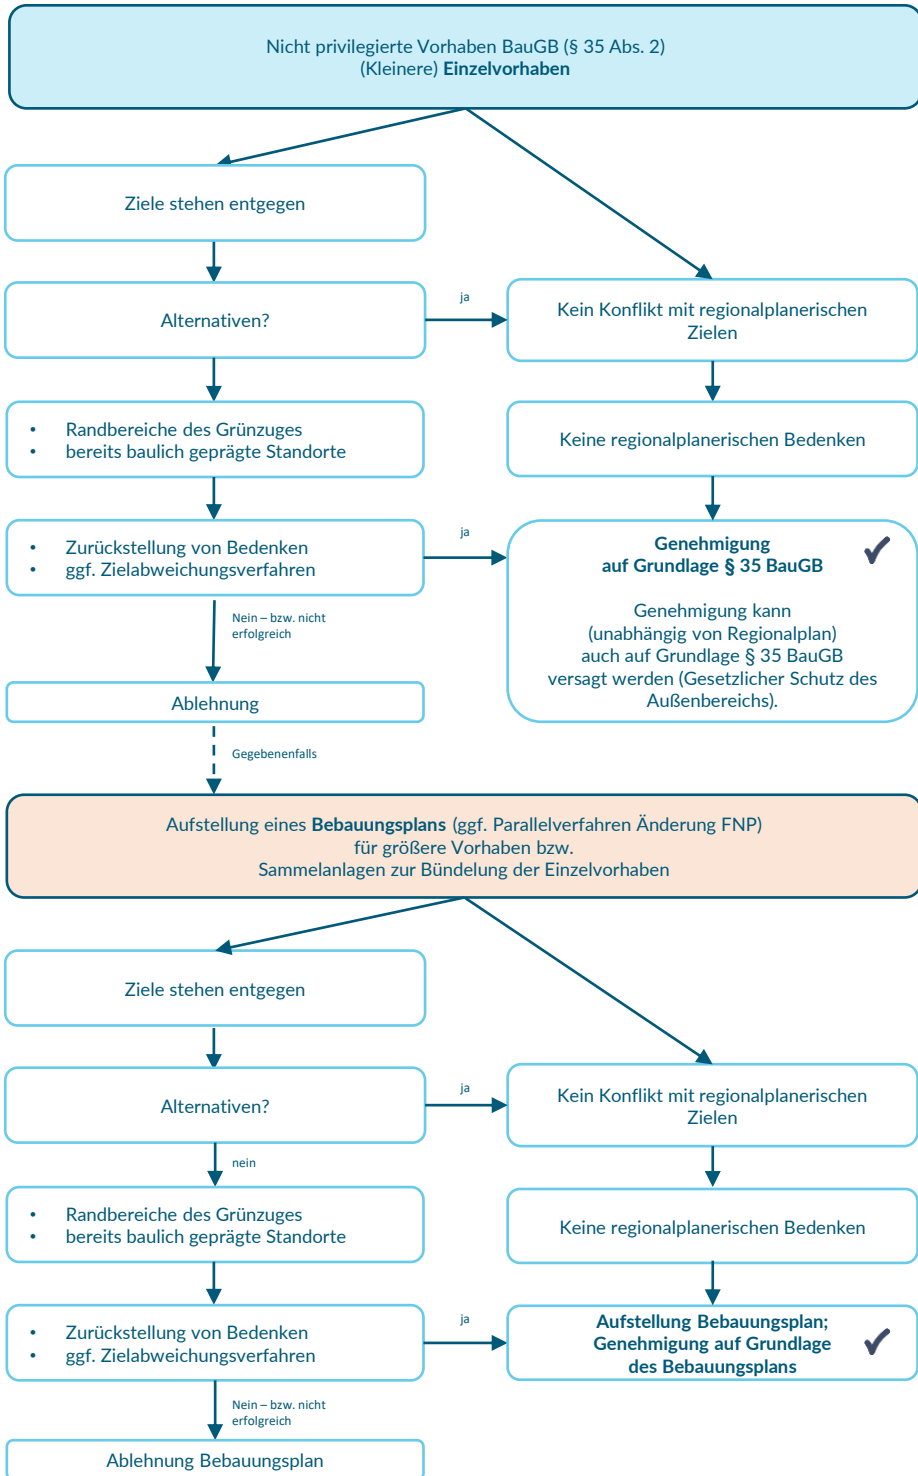 Nicht privilegierte Vorhaben BauGB (§ 35 Abs. 2)
(Kleinere) Einzelvorhaben
Ziele stehen entgegen
Alternativen?
ja
Kein Konflikt mit regionalplanerischen
Zielen
• Randbereiche des Grünzuges
• bereits baulich geprägte Standorte
Keine regionalplanerischen Bedenken
• Zurückstellung von Bedenken
• ggf. Zielabweichungsverfahren
ja
Genehmigung
auf Grundlage § 35 BauGB
Genehmigung kann
(unabhängig von Regionalplan)
auch auf Grundlage § 35 BauGB
versagt werden (Gesetzlicher Schutz des
Außenbereichs).
Nein – bzw. nicht
erfolgreich
Ablehnung
Gegebenenfalls
Aufstellung eines Bebauungsplans (ggf. Parallelverfahren Änderung FNP)
für größere Vorhaben bzw.
Sammelanlagen zur Bündelung der Einzelvorhaben
Ziele stehen entgegen
Alternativen?
ja
Kein Konflikt mit regionalplanerischen
Zielen
nein
• Randbereiche des Grünzuges
• bereits baulich geprägte Standorte
Keine regionalplanerischen Bedenken
• Zurückstellung von Bedenken
• ggf. Zielabweichungsverfahren
ja
Aufstellung Bebauungsplan;
Genehmigung auf Grundlage
des Bebauungsplans
Nein – bzw. nicht
erfolgreich
Ablehnung Bebauungsplan